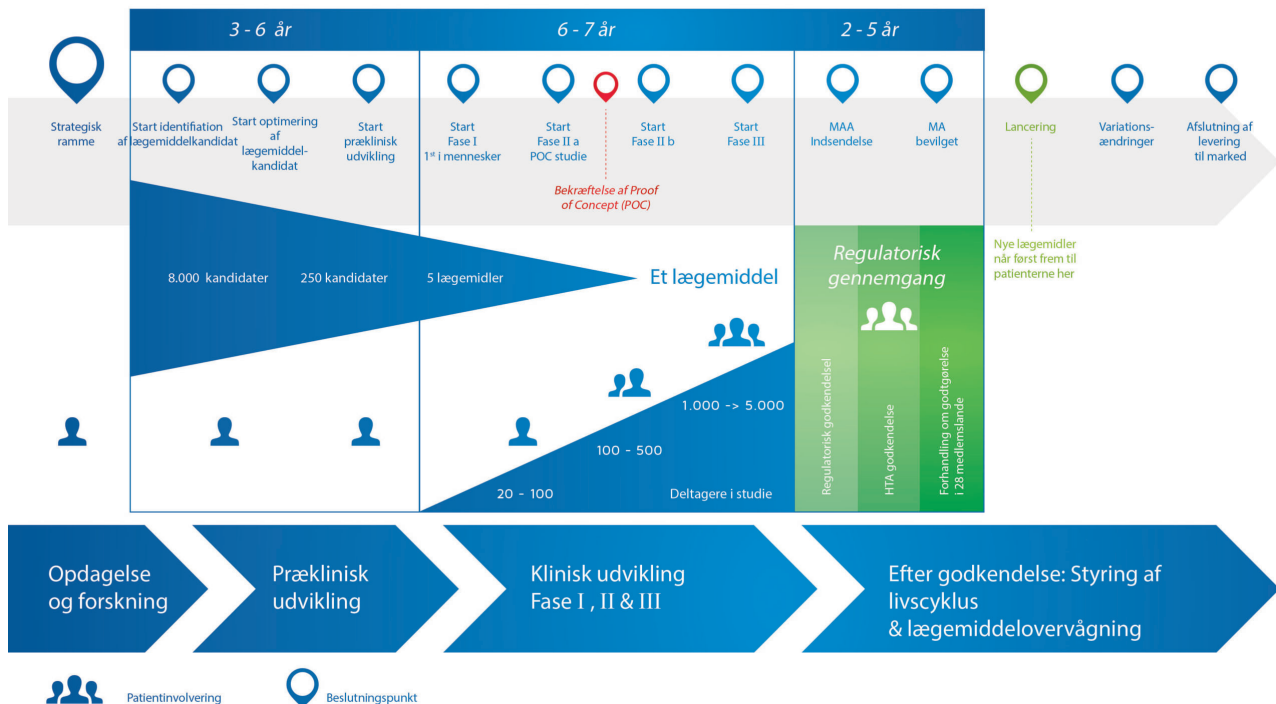 3 - 6 år
6 - 7 år
2 - 5 år
Strategisk
ramme
Start identifiation
af lægemiddelkandidat
Start optimering
af
lægemiddel-
kandidat
Start
præklinisk
udvikling
Start
Fase I
1st i mennesker
Start
Fase II a
POC studie
Bekræftelse af Proof
of Concept (POC)
Start
Fase II b
Start
Fase III
MAA
Indsendelse
MA
bevilget
Lancering
Variations-
ændringer
Afslutning af
levering
til marked
Nye lægemidler
når først frem til
patienterne her
8.000 kandidater
250 kandidater
5 lægemidler
Et lægemiddel
Regulatorisk
gennemgang
1.000 -> 5.000
100 - 500
20 - 100
Deltagere i studie
Regulatorisk godkendelsel
HTA godkendelse
Forhandling om godtgørelse
i 28 medlemslande
Opdagelse
og forskning
Præklinisk
udvikling
Klinisk udvikling
Fase I , II & III
Efter godkendelse: Styring af
livscyklus
& lægemiddelovervågning
Patientinvolvering
Beslutningspunkt